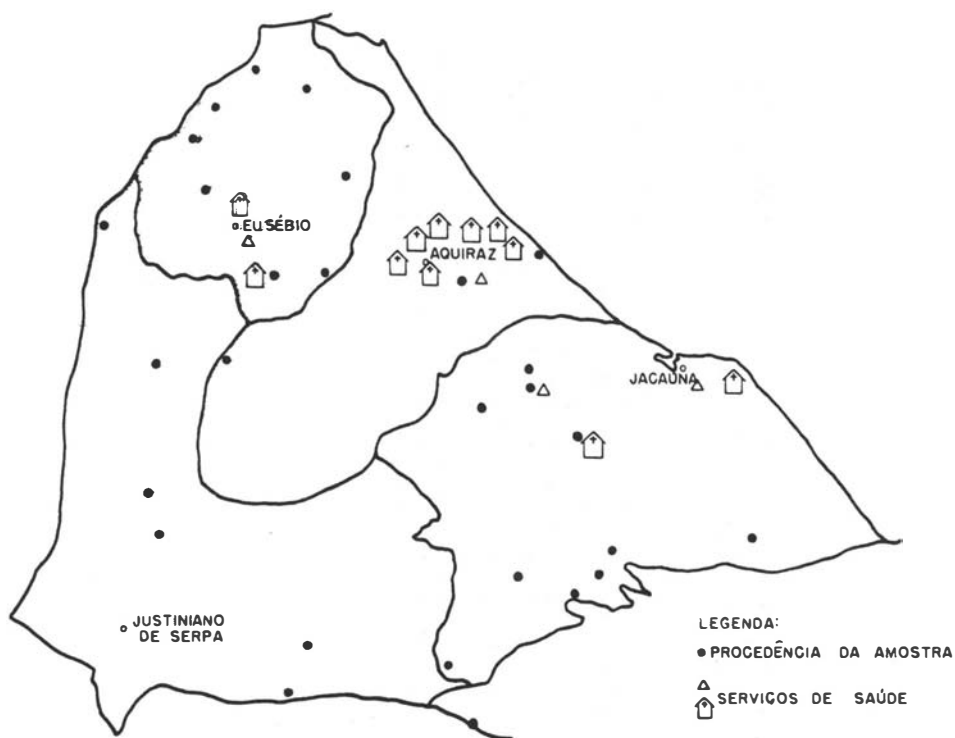 EUSÉBIO
AQUIRAZ
JACAÚNA
JUSTINIANO
DE SERPA
LEGENDA:
PROCEDÊNCIA DA AMOSTRA
SERVIÇOS DE SAÚDE